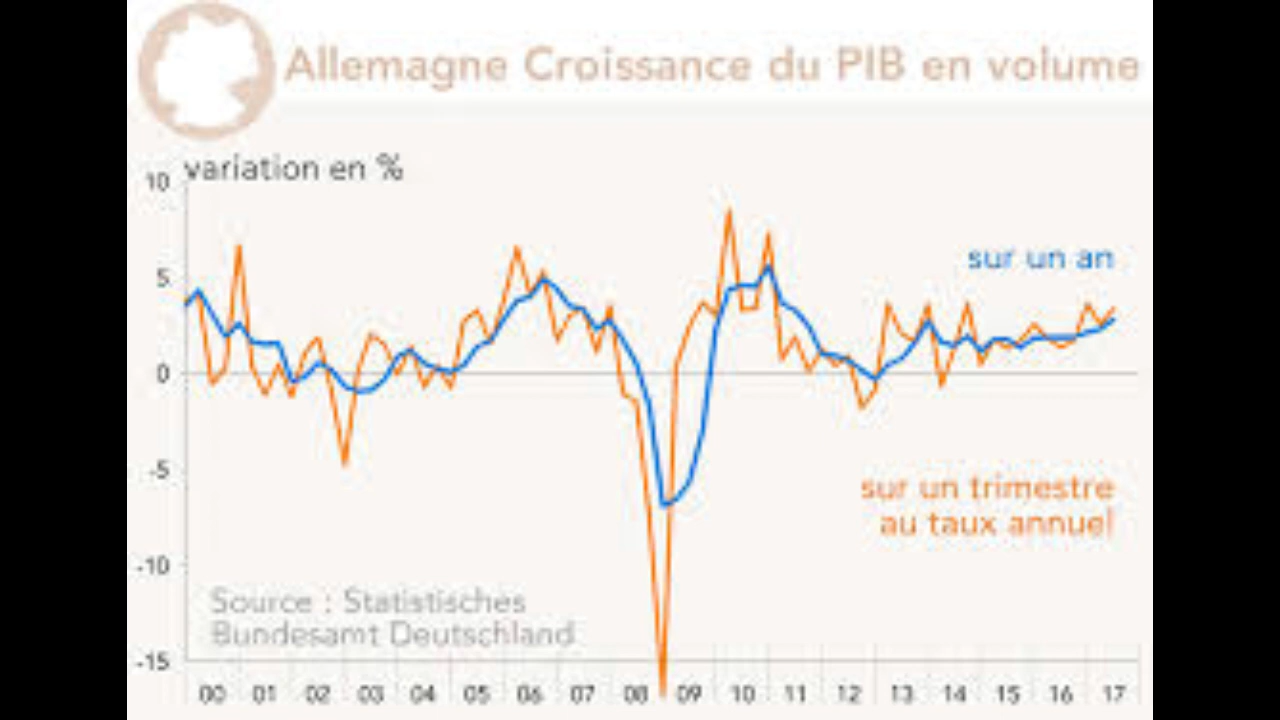 Allemagne Croissance du PIB en volume
variation en %
10
5
sur un an
0
-5
sur un trimestre
au taux annuel
-10
Source : Statistisches
Bundesamt Deutschland
-15
00 01 02 03 04 05 06 07 08 09 10 11 12 13 14 15 16 17